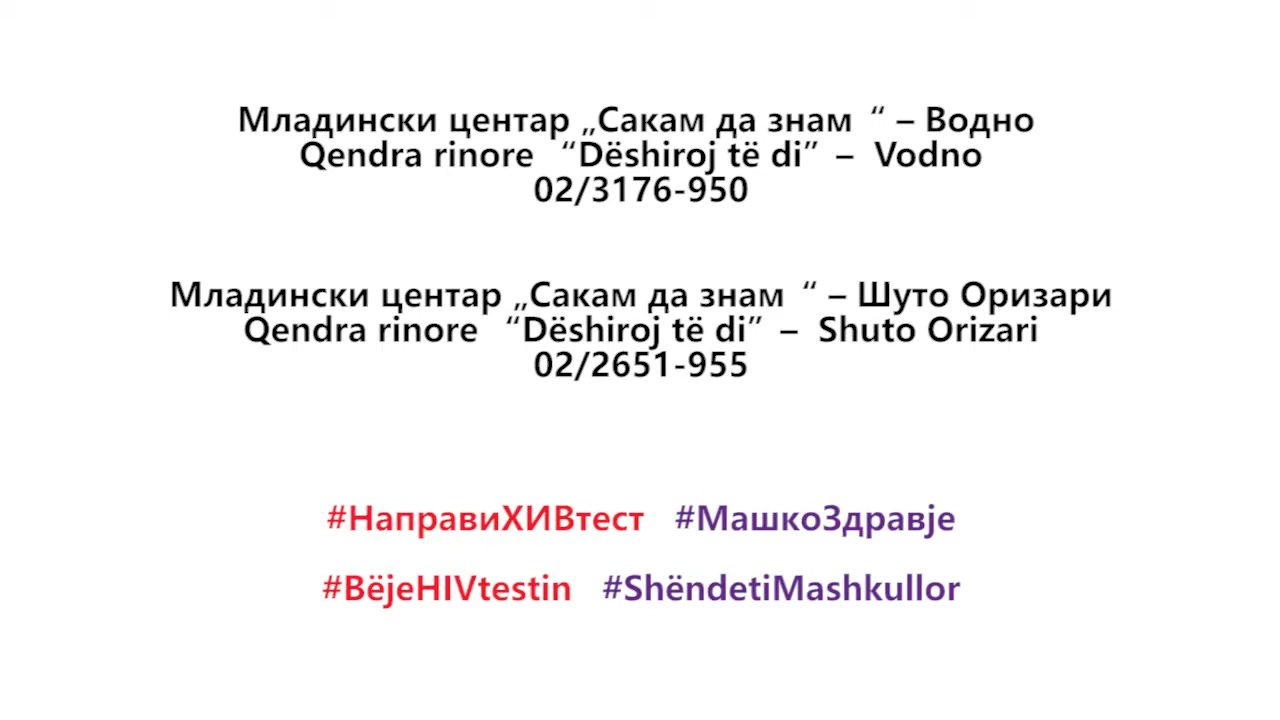 Младински центар „Сакам да знам “ – Водно
Qendra rinore “Dëshiroj të di” – Vodno
02/3176-950
Младински центар „Сакам да знам “ – Шуто Оризари
Qendra rinore “Dëshiroj të di” – Shuto Orizari
02/2651-955
#НаправиХИВтест #МашкоЗдравје
#BëjeHIVtestin #ShëndetiMashkullor